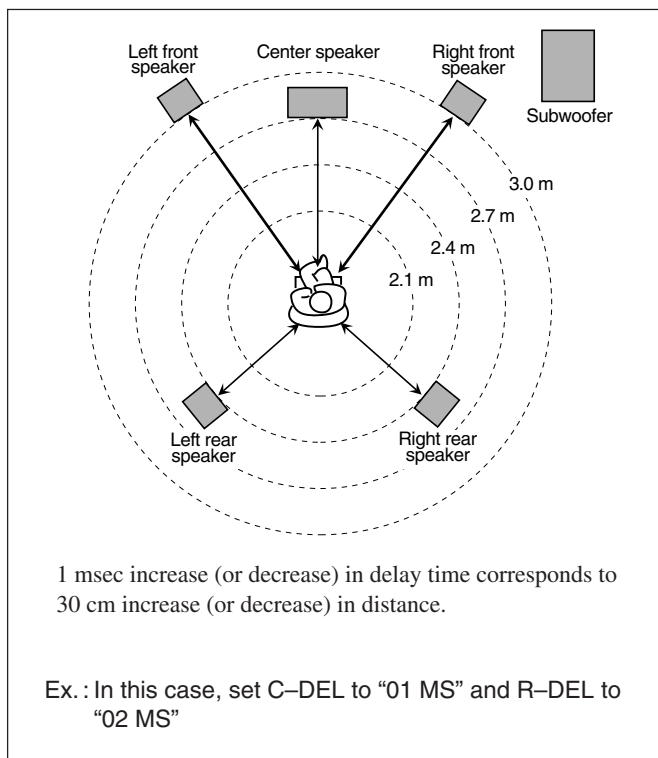 Left front
speaker
Center speaker
Right front
speaker
Subwoofer
3.0 m
2.7 m
2.4 m
2.1 m
Left rear
speaker
Right rear
speaker
1 msec increase (or decrease) in delay time corresponds to
30 cm increase (or decrease) in distance.
Ex. : In this case, set C–DEL to “01 MS” and R–DEL to
“02 MS”